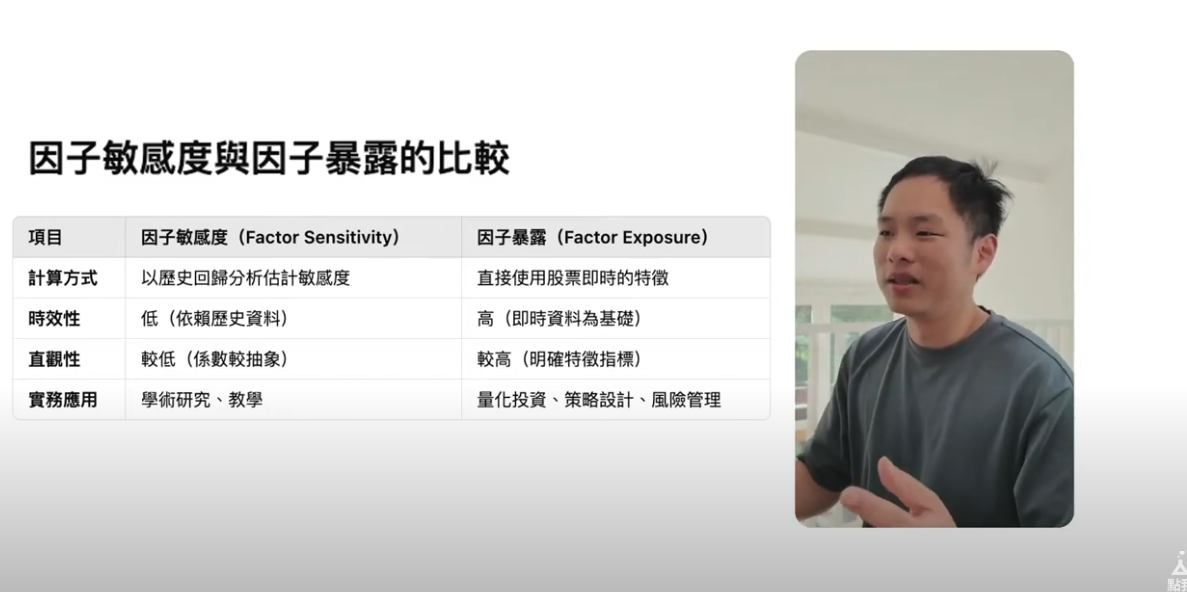 因子敏感度與因子暴露的比較
項目 因子敏感度（Factor Sensitivity） 因子暴露（Factor Exposure）
計算方式 以歷史回歸分析估計敏感度 直接使用股票即時的特徵
時效性 低（依賴歷史資料） 高（即時資料為基礎）
直觀性 較低（係數較抽象） 較高（明確特徵指標）
實務應用 學術研究、教學 量化投資、策略設計、風險管理
點